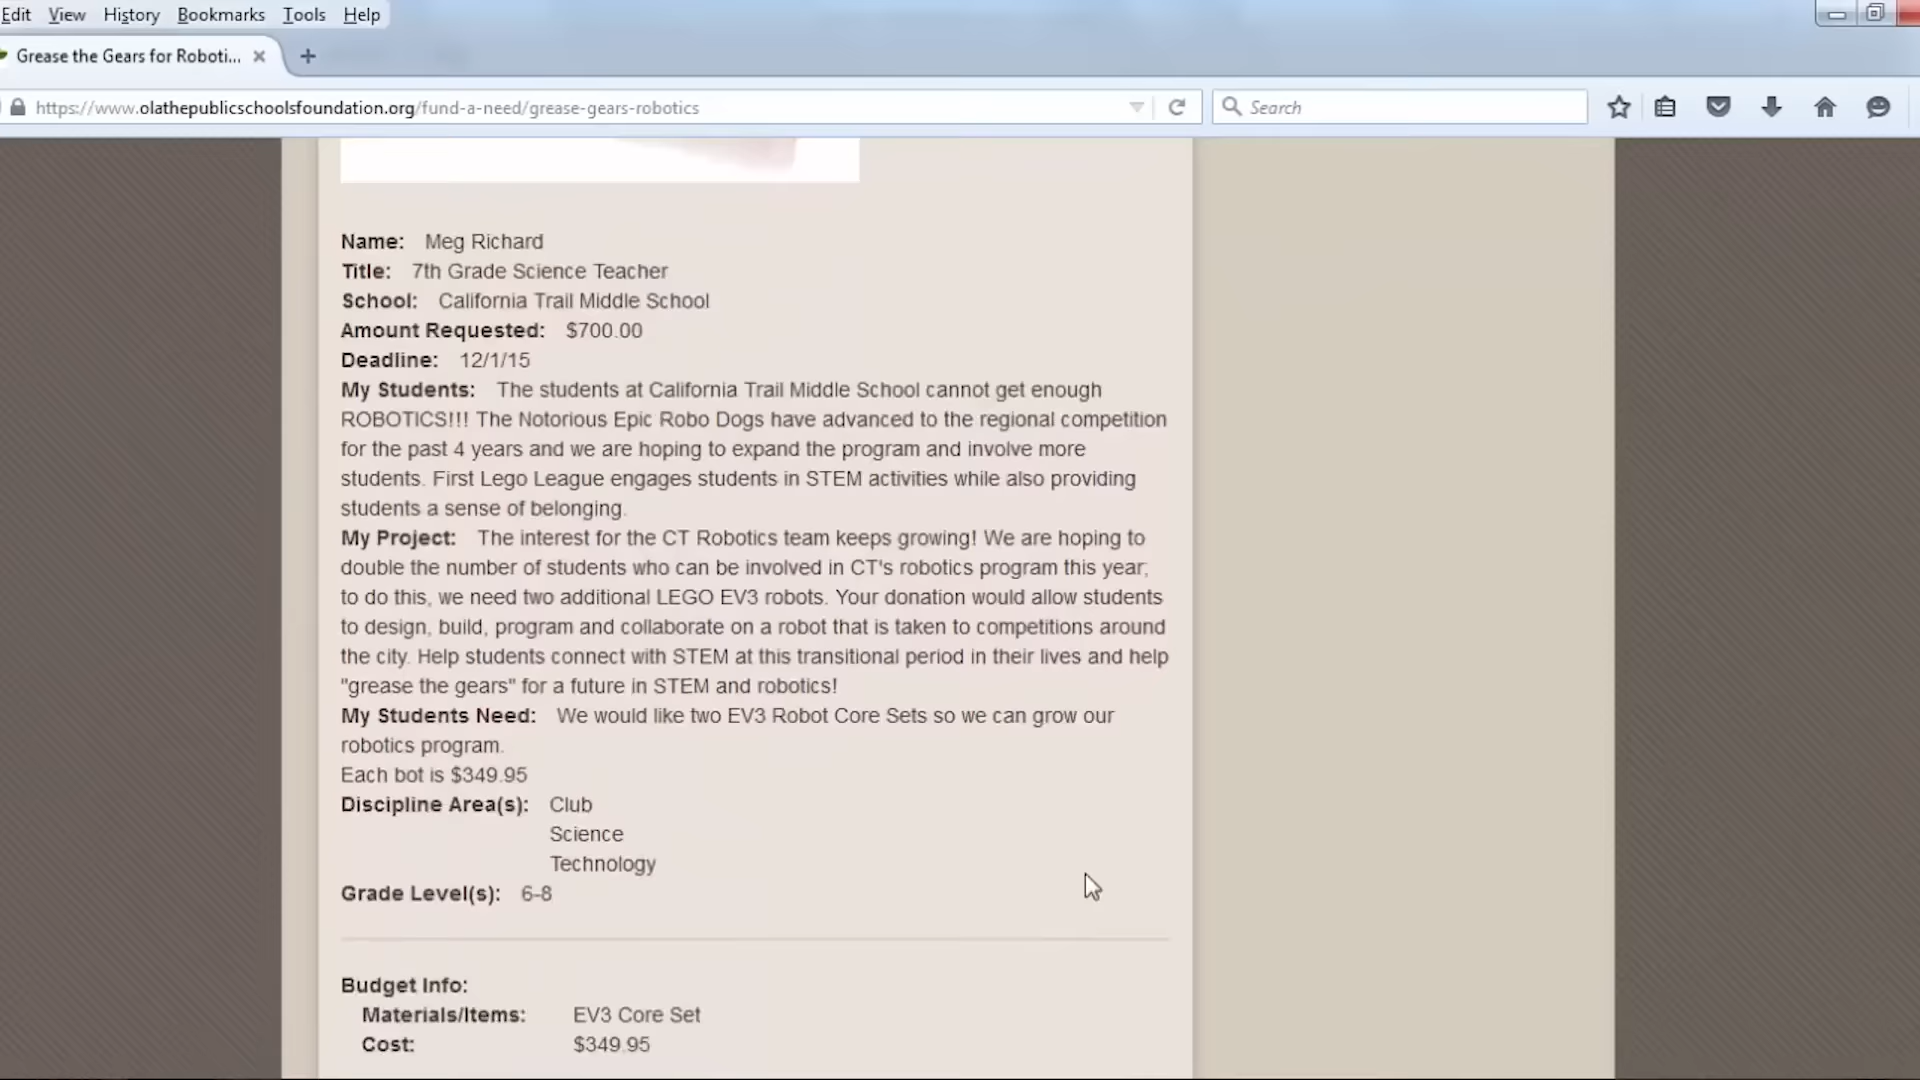 Edit View History Bookmarks Tools Help
Grease the Gears for Roboti...
https://www.olathepublicschoolsfoundation.org/fund-a-need/grease-gears-robotics
Search
Name: Meg Richard
Title: 7th Grade Science Teacher
School: California Trail Middle School
Amount Requested: $700.00
Deadline: 12/1/15
My Students: The students at California Trail Middle School cannot get enough
ROBOTICS!!! The Notorious Epic Robo Dogs have advanced to the regional competition
for the past 4 years and we are hoping to expand the program and involve more
students. First Lego League engages students in STEM activities while also providing
students a sense of belonging.
My Project: The interest for the CT Robotics team keeps growing! We are hoping to
double the number of students who can be involved in CT's robotics program this year;
to do this, we need two additional LEGO EV3 robots. Your donation would allow students
to design, build, program and collaborate on a robot that is taken to competitions around
the city. Help students connect with STEM at this transitional period in their lives and help
"grease the gears" for a future in STEM and robotics!
My Students Need: We would like two EV3 Robot Core Sets so we can grow our
robotics program.
Each bot is $349.95
Discipline Area(s): Club
Science
Technology
Grade Level(s): 6-8
Budget Info:
Materials/Items: EV3 Core Set
Cost: $349.95